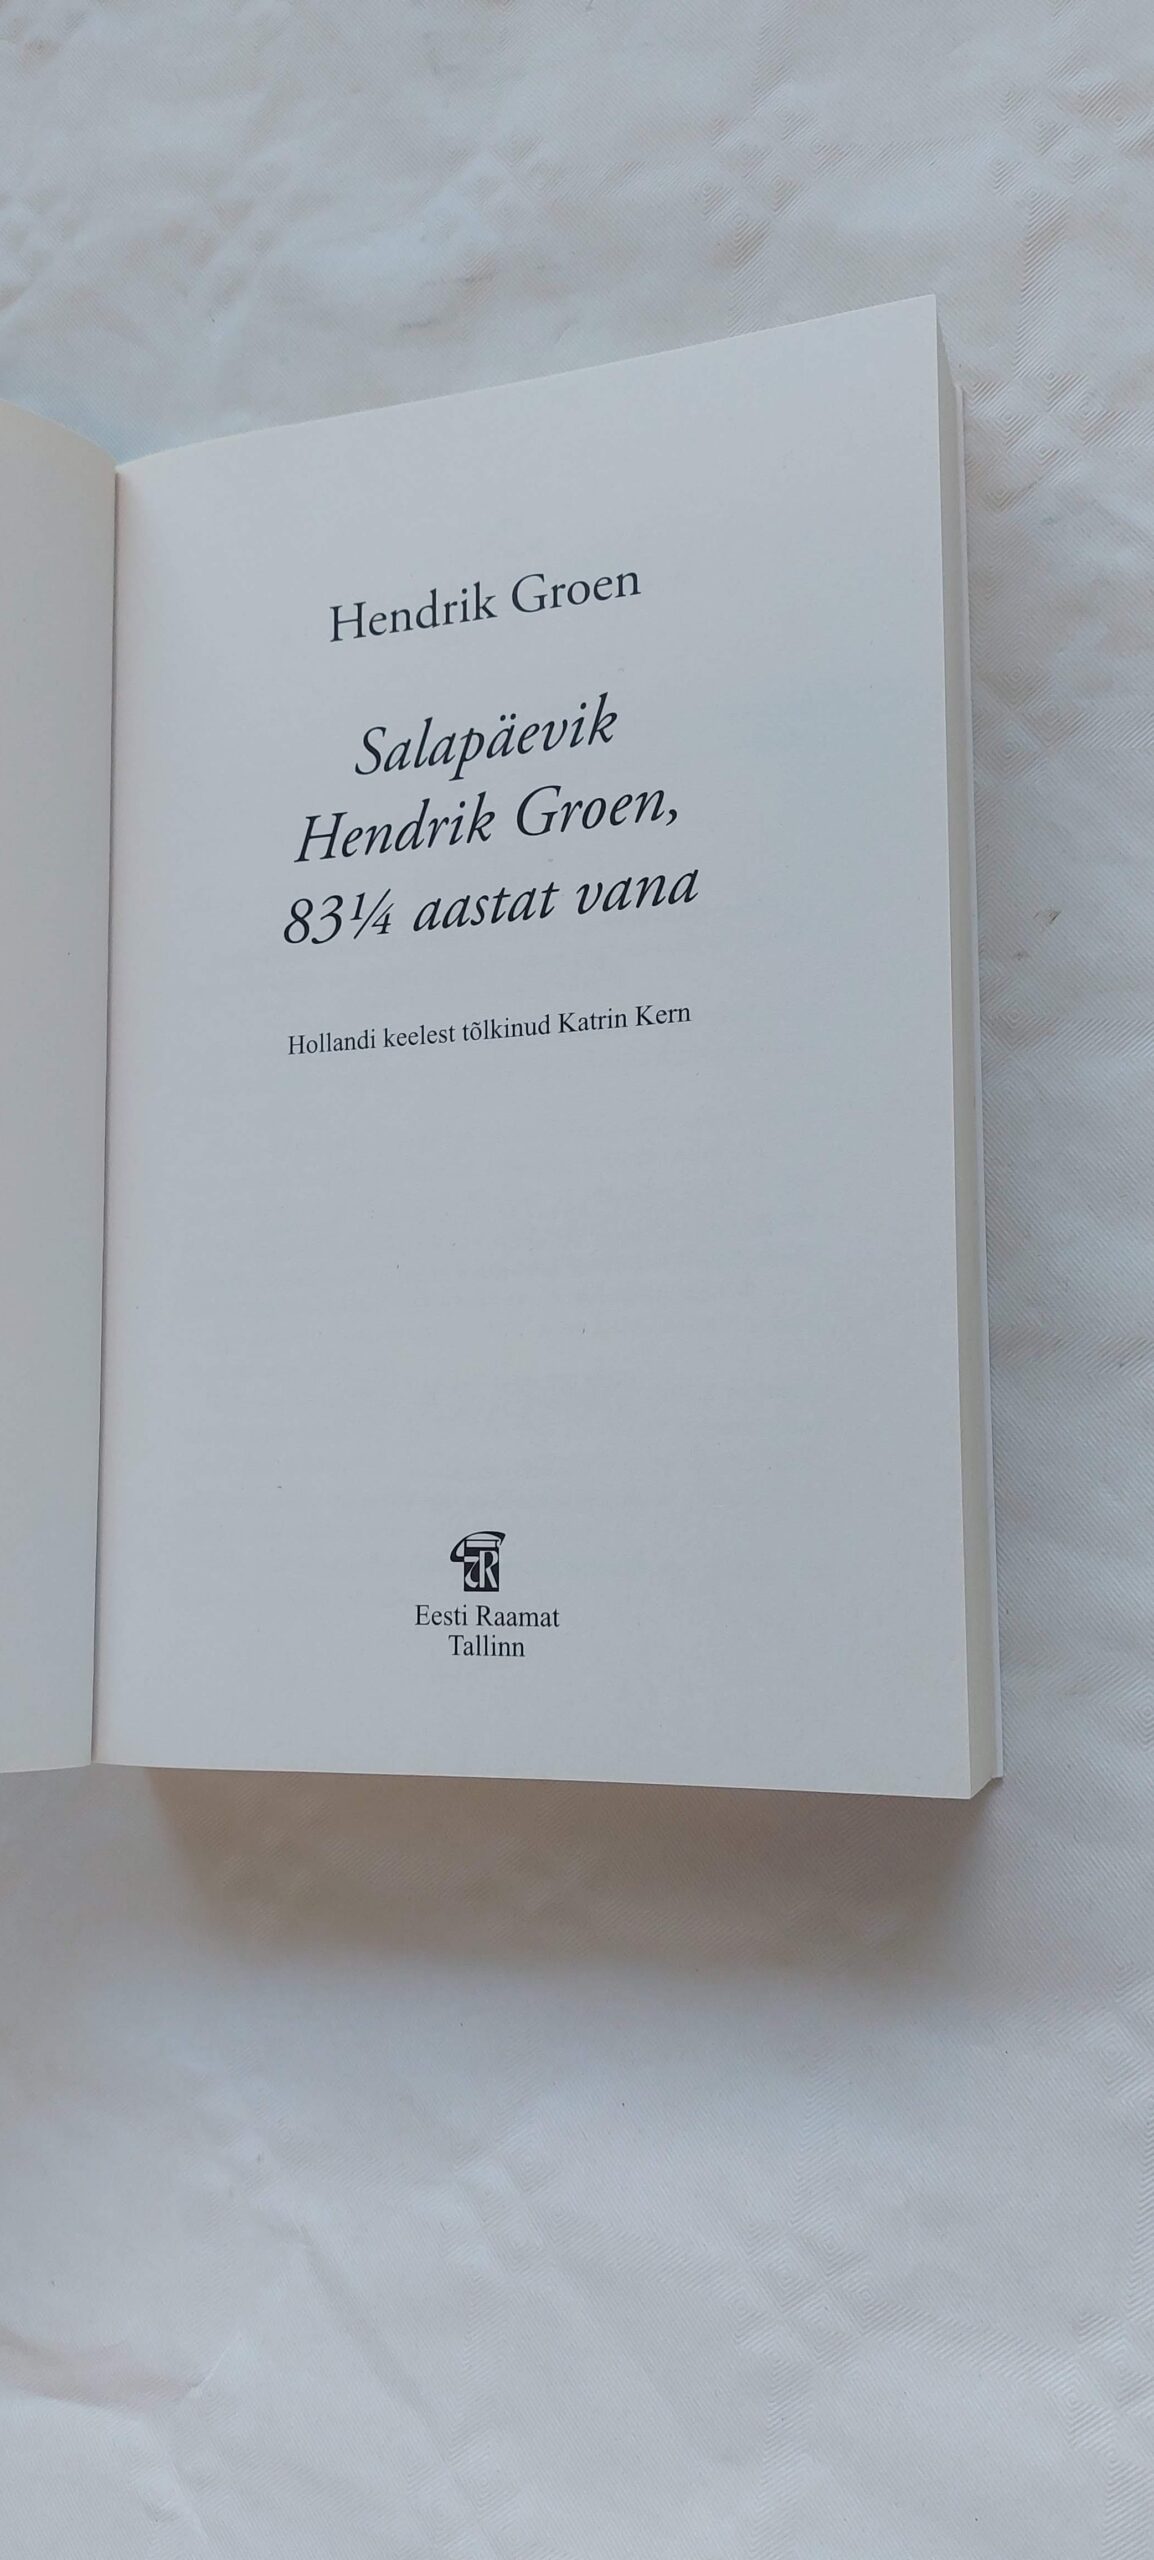 Hendrik Groen
Salapäevik
Hendrik Groen,
83¼ aastat vana
Hollandi keelest tõlkinud Katrin Kern
Eesti Raamat
Tallinn